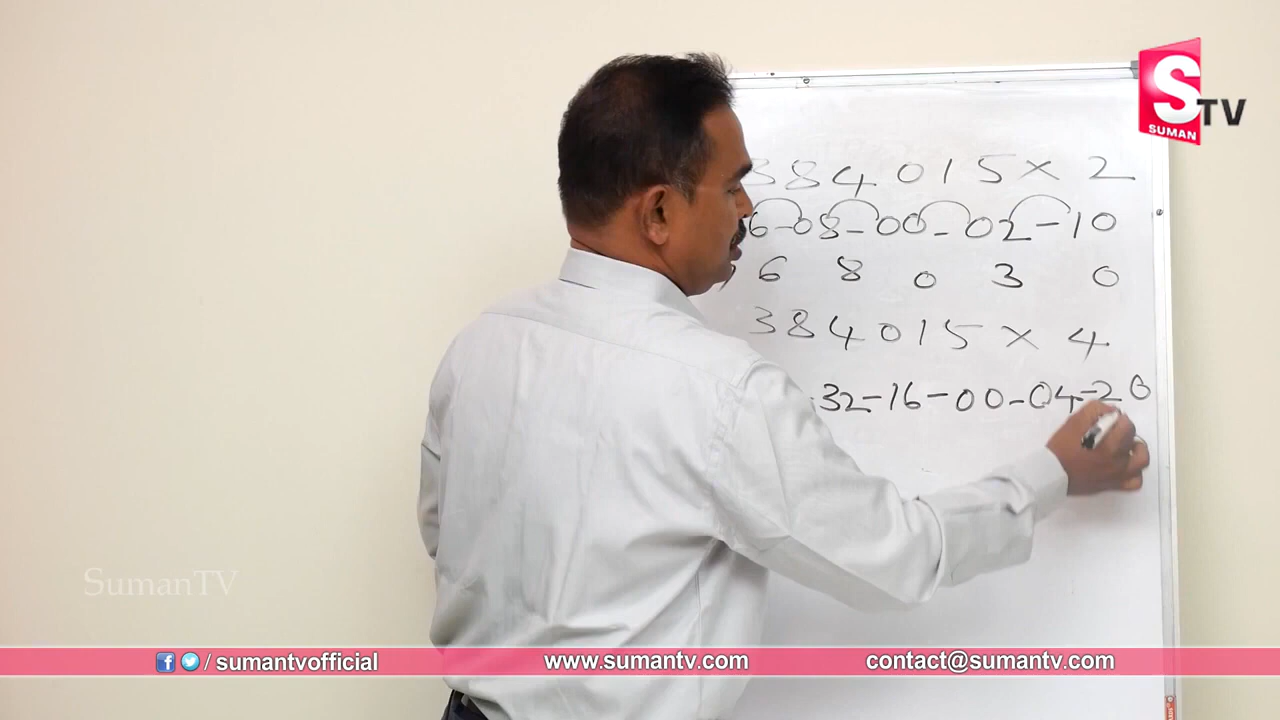 S TV
SUMAN
384015 × 2
6-08-00-02-10
6 8 0 3 0
384015 × 4
-32-16-00-04-20
SumanTV
/ sumantvofficial
www.sumantv.com
contact@sumantv.com